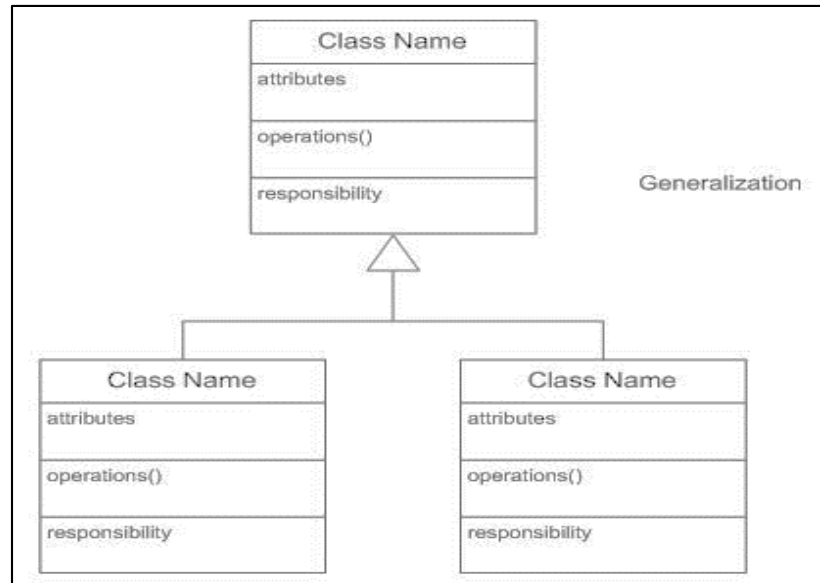 Class Name
attributes
operations()
responsibility
Generalization
Class Name
attributes
operations()
responsibility
Class Name
attributes
operations()
responsibility